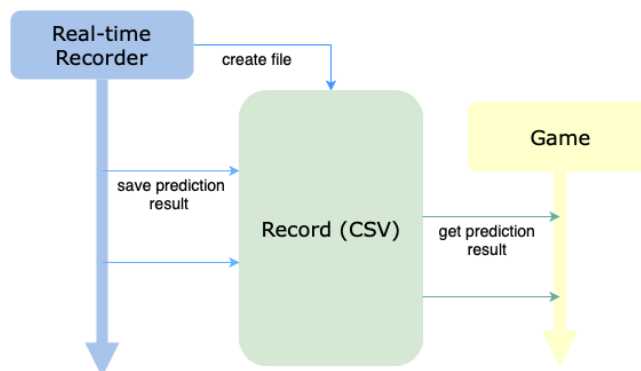 Real-time
Recorder
create file
Game
save prediction
result
Record (CSV)
get prediction
result